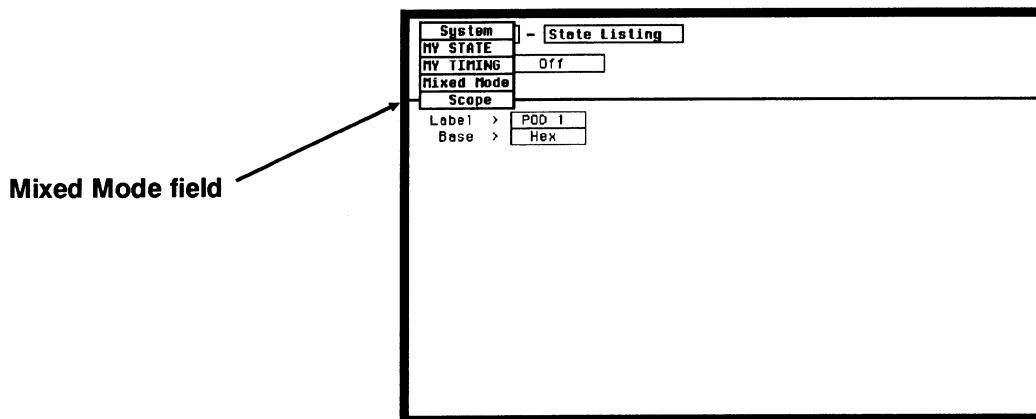 System
] - State Listing
MY STATE
MY TIMING Off
Mixed Mode
Scope
Label > POD 1
Base > Hex
Mixed Mode field